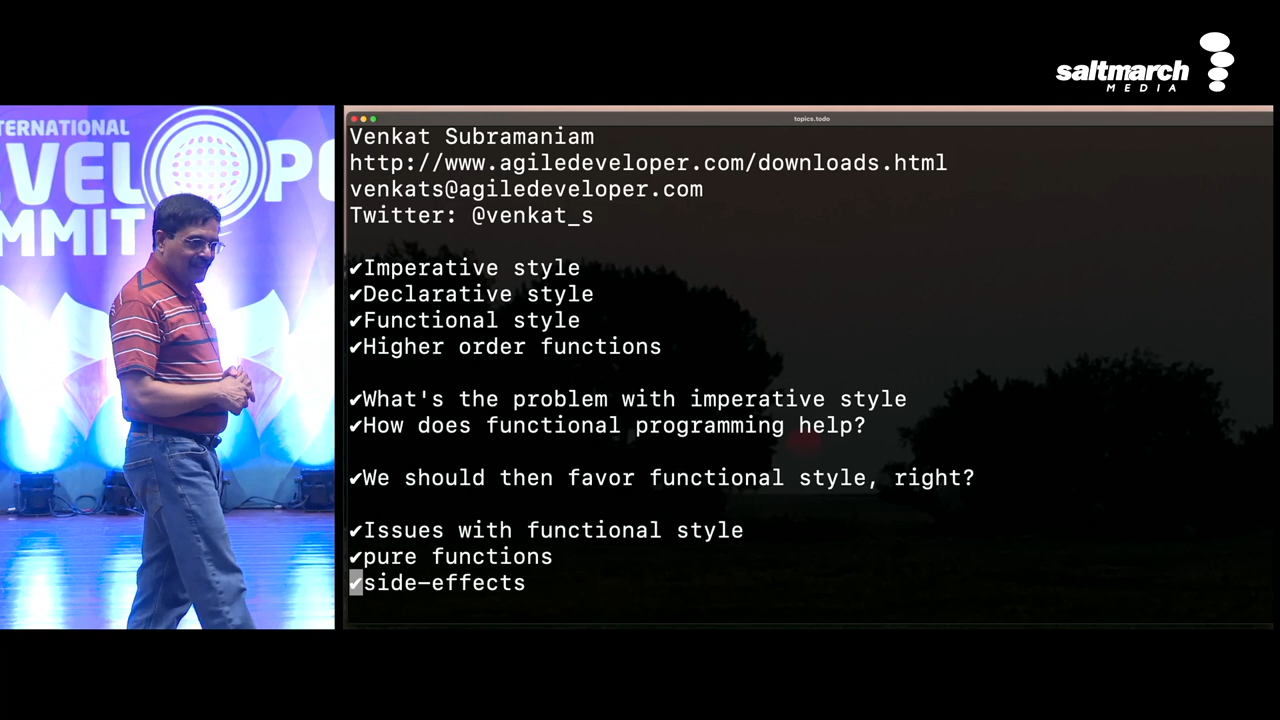 saltmarch
MEDIA
INTERNATIONAL
SUMMIT
topics.todo
Venkat Subramaniam
http://www.agiledeveloper.com/downloads.html
venkats@agiledeveloper.com
Twitter: @venkat_s
✔Imperative style
✔Declarative style
✔Functional style
✔Higher order functions
✔What's the problem with imperative style
✔How does functional programming help?
✔We should then favor functional style, right?
✔Issues with functional style
✔pure functions
✔side-effects